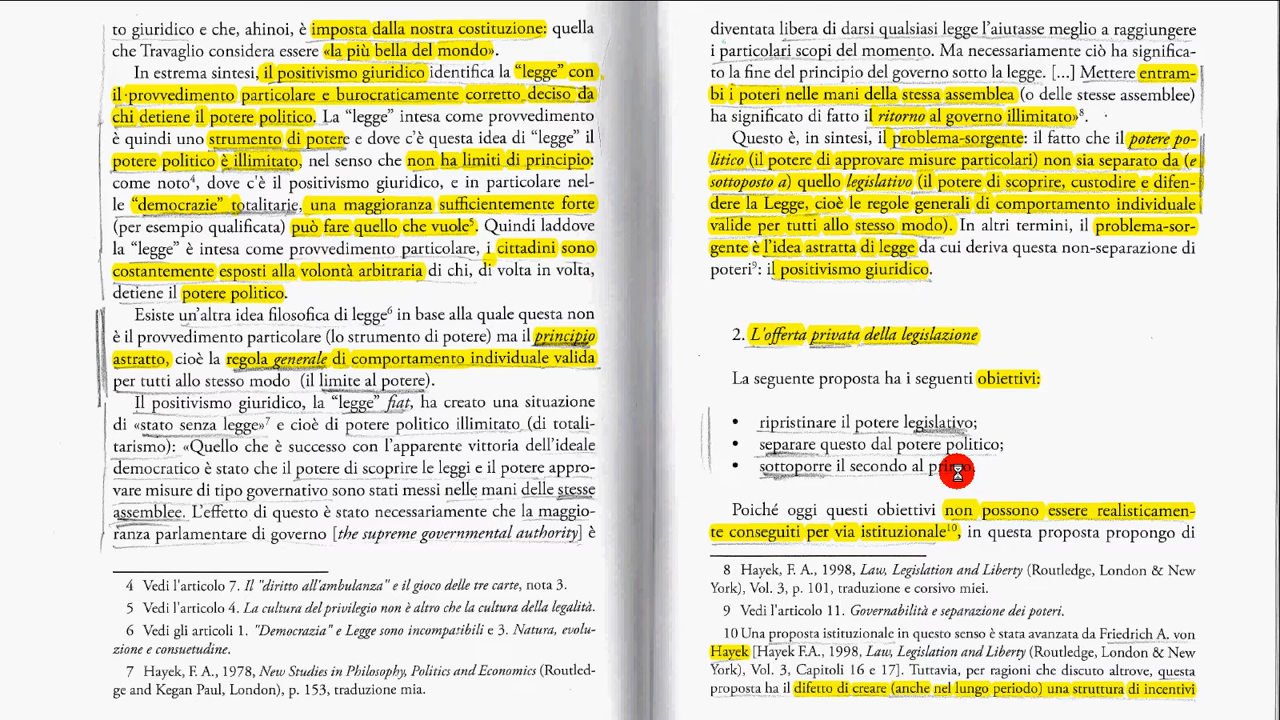 to giuridico e che, ahinoi, è imposta dalla nostra costituzione: quella
che Travaglio considera essere «la più bella del mondo».
In estrema sintesi, il positivismo giuridico identifica la “legge” con
il provvedimento particolare e burocraticamente corretto deciso da
chi detiene il potere politico. La “legge” intesa come provvedimento
è quindi uno strumento di potere e dove c’è questa idea di “legge” il
potere politico è illimitato, nel senso che non ha limiti di principio:
come noto4, dove c’è il positivismo giuridico, e in particolare nel-
le “democrazie” totalitarie, una maggioranza sufficientemente forte
(per esempio qualificata) può fare quello che vuole5. Quindi laddove
la “legge” è intesa come provvedimento particolare, i cittadini sono
costantemente esposti alla volontà arbitraria di chi, di volta in volta,
detiene il potere politico.
Esiste un’altra idea filosofica di legge6 in base alla quale questa non
è il provvedimento particolare (lo strumento di potere) ma il principio
astratto, cioè la regola generale di comportamento individuale valida
per tutti allo stesso modo (il limite al potere).
Il positivismo giuridico, la “legge” fiat, ha creato una situazione
di «stato senza legge»7 e cioè di potere politico illimitato (di totali-
tarismo): «Quello che è successo con l’apparente vittoria dell’ideale
democratico è stato che il potere di scoprire le leggi e il potere appro-
vare misure di tipo governativo sono stati messi nelle mani delle stesse
assemblee. L’effetto di questo è stato necessariamente che la maggio-
ranza parlamentare di governo [the supreme governmental authority] è
4 Vedi l'articolo 7. Il "diritto all'ambulanza" e il gioco delle tre carte, nota 3.
5 Vedi l'articolo 4. La cultura del privilegio non è altro che la cultura della legalità.
6 Vedi gli articoli 1. "Democrazia" e Legge sono incompatibili e 3. Natura, evolu-
zione e consuetudine.
7 Hayek, F. A., 1978, New Studies in Philosophy, Politics and Economics (Routled-
ge and Kegan Paul, London), p. 153, traduzione mia.
diventata libera di darsi qualsiasi legge l’aiutasse meglio a raggiungere
i particolari scopi del momento. Ma necessariamente ciò ha significa-
to la fine del principio del governo sotto la legge. [...] Mettere entram-
bi i poteri nelle mani della stessa assemblea (o delle stesse assemblee)
ha significato di fatto il ritorno al governo illimitato»8.
Questo è, in sintesi, il problema-sorgente: il fatto che il potere po-
litico (il potere di approvare misure particolari) non sia separato da (e
sottoposto a) quello legislativo (il potere di scoprire, custodire e difen-
dere la Legge, cioè le regole generali di comportamento individuale
valide per tutti allo stesso modo). In altri termini, il problema-sor-
gente è l’idea astratta di legge da cui deriva questa non-separazione di
poteri9: il positivismo giuridico.
2. L’offerta privata della legislazione
La seguente proposta ha i seguenti obiettivi:
• ripristinare il potere legislativo;
• separare questo dal potere politico;
• sottoporre il secondo al
Poiché oggi questi obiettivi non possono essere realisticamen-
te conseguiti per via istituzionale10, in questa proposta propongo di
8 Hayek, F. A., 1998, Law, Legislation and Liberty (Routledge, London & New
York), Vol. 3, p. 101, traduzione e corsivo miei.
9 Vedi l'articolo 11. Governabilità e separazione dei poteri.
10 Una proposta istituzionale in questo senso è stata avanzata da Friedrich A. von
Hayek [Hayek F.A., 1998, Law, Legislation and Liberty (Routledge, London & New
York), Vol. 3, Capitoli 16 e 17]. Tuttavia, per ragioni che discuto altrove, questa
proposta ha il difetto di creare (anche nel lungo periodo) una struttura di incentivi